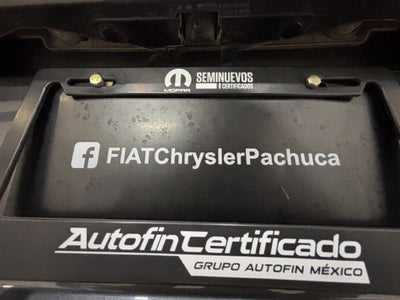 MOPAR
SEMINUEVOS
CERTIFICADOS
f FIATChryslerPachuca
AutofinCertificado
GRUPO AUTOFIN MÉXICO